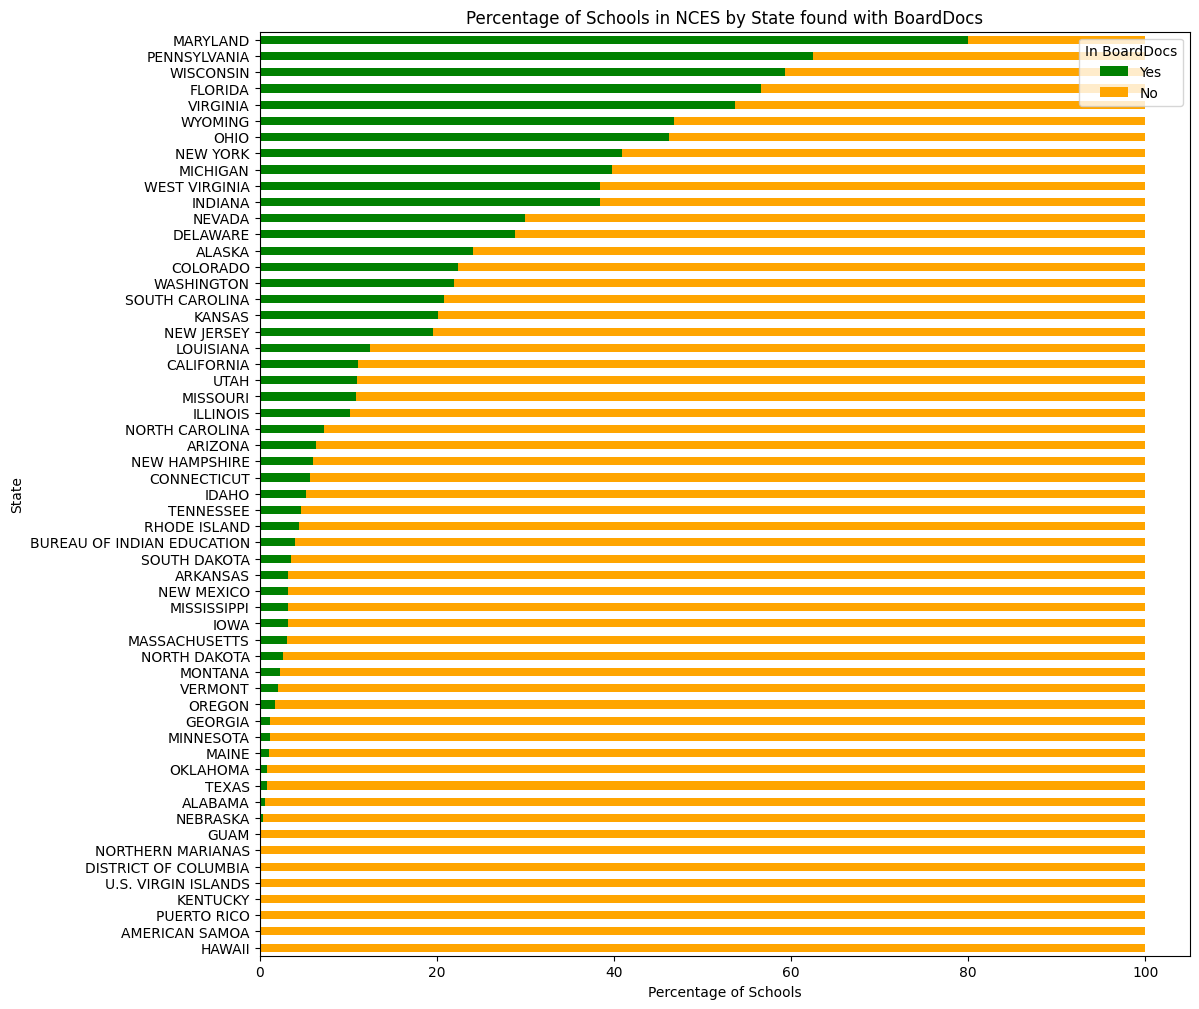 Percentage of Schools in NCES by State found with BoardDocs
MARYLAND
PENNSYLVANIA
WISCONSIN
FLORIDA
VIRGINIA
WYOMING
OHIO
NEW YORK
MICHIGAN
WEST VIRGINIA
INDIANA
NEVADA
DELAWARE
ALASKA
COLORADO
WASHINGTON
SOUTH CAROLINA
KANSAS
NEW JERSEY
LOUISIANA
CALIFORNIA
UTAH
MISSOURI
ILLINOIS
NORTH CAROLINA
ARIZONA
NEW HAMPSHIRE
CONNECTICUT
IDAHO
TENNESSEE
RHODE ISLAND
BUREAU OF INDIAN EDUCATION
SOUTH DAKOTA
ARKANSAS
NEW MEXICO
MISSISSIPPI
IOWA
MASSACHUSETTS
NORTH DAKOTA
MONTANA
VERMONT
OREGON
GEORGIA
MINNESOTA
MAINE
OKLAHOMA
TEXAS
ALABAMA
NEBRASKA
GUAM
NORTHERN MARIANAS
DISTRICT OF COLUMBIA
U.S. VIRGIN ISLANDS
KENTUCKY
PUERTO RICO
AMERICAN SAMOA
HAWAII
State
In BoardDocs
Yes
No
0 20 40 60 80 100
Percentage of Schools